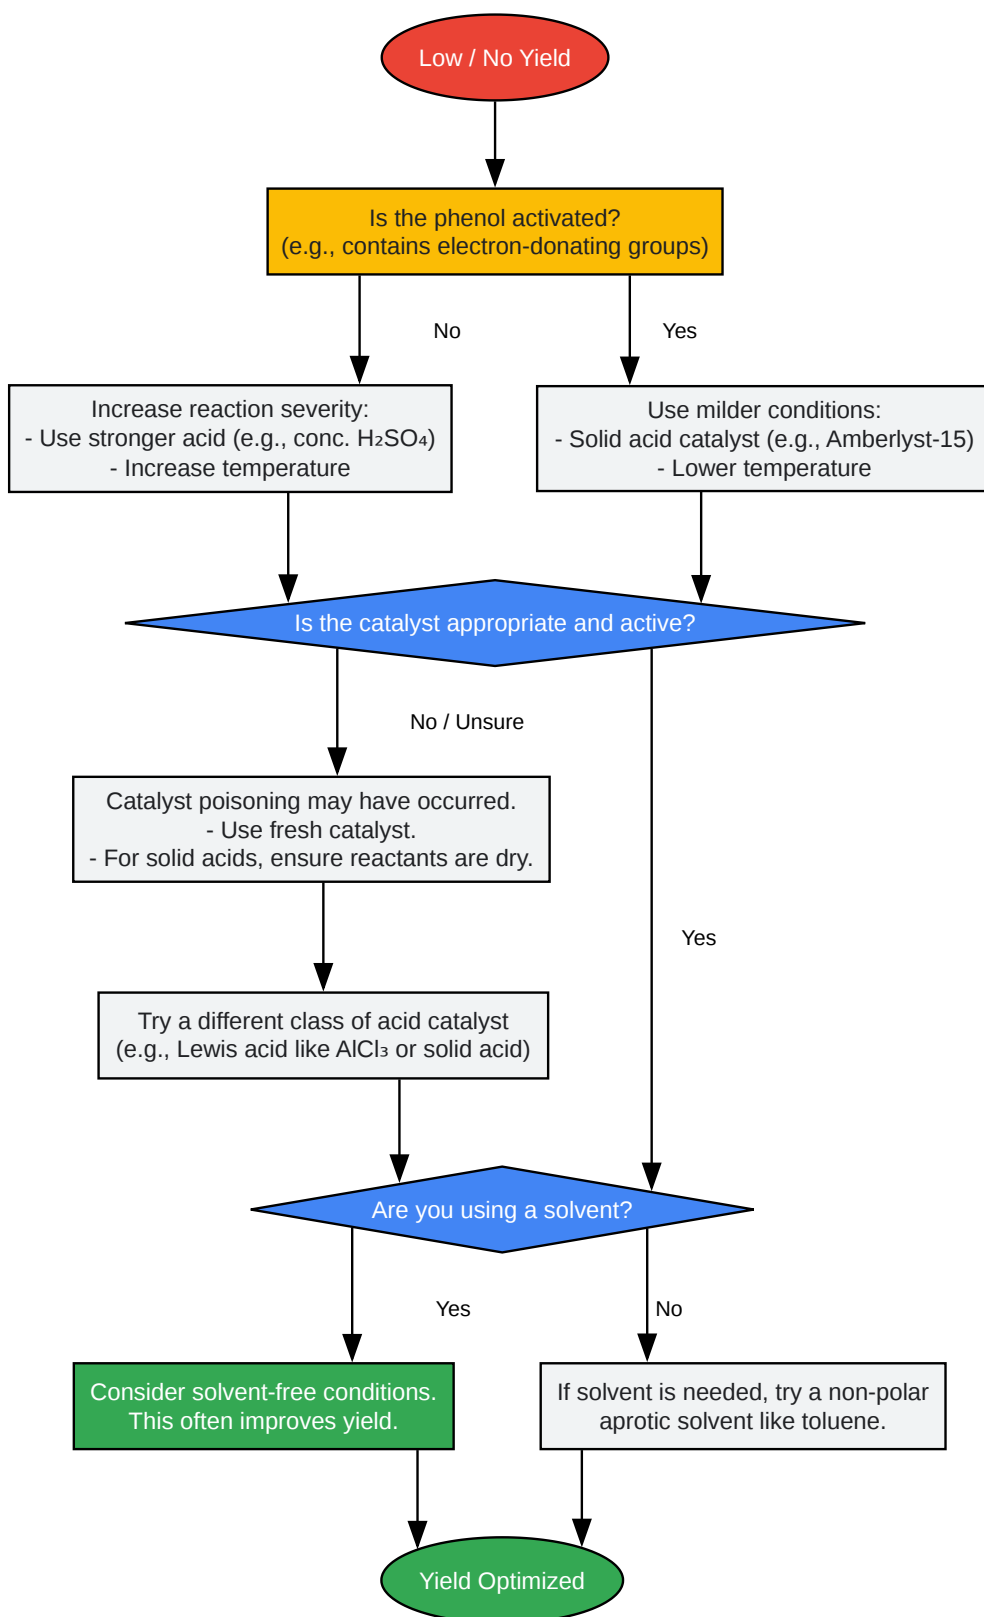 Low / No Yield
Is the phenol activated?
(e.g., contains electron-donating groups)
No
Yes
Increase reaction severity:
- Use stronger acid (e.g., conc. H₂SO₄)
- Increase temperature
Use milder conditions:
- Solid acid catalyst (e.g., Amberlyst-15)
- Lower temperature
Is the catalyst appropriate and active?
No / Unsure
Catalyst poisoning may have occurred.
- Use fresh catalyst.
- For solid acids, ensure reactants are dry.
Yes
Try a different class of acid catalyst
(e.g., Lewis acid like AlCl₃ or solid acid)
Are you using a solvent?
Yes
No
Consider solvent-free conditions.
This often improves yield.
If solvent is needed, try a non-polar
aprotic solvent like toluene.
Yield Optimized